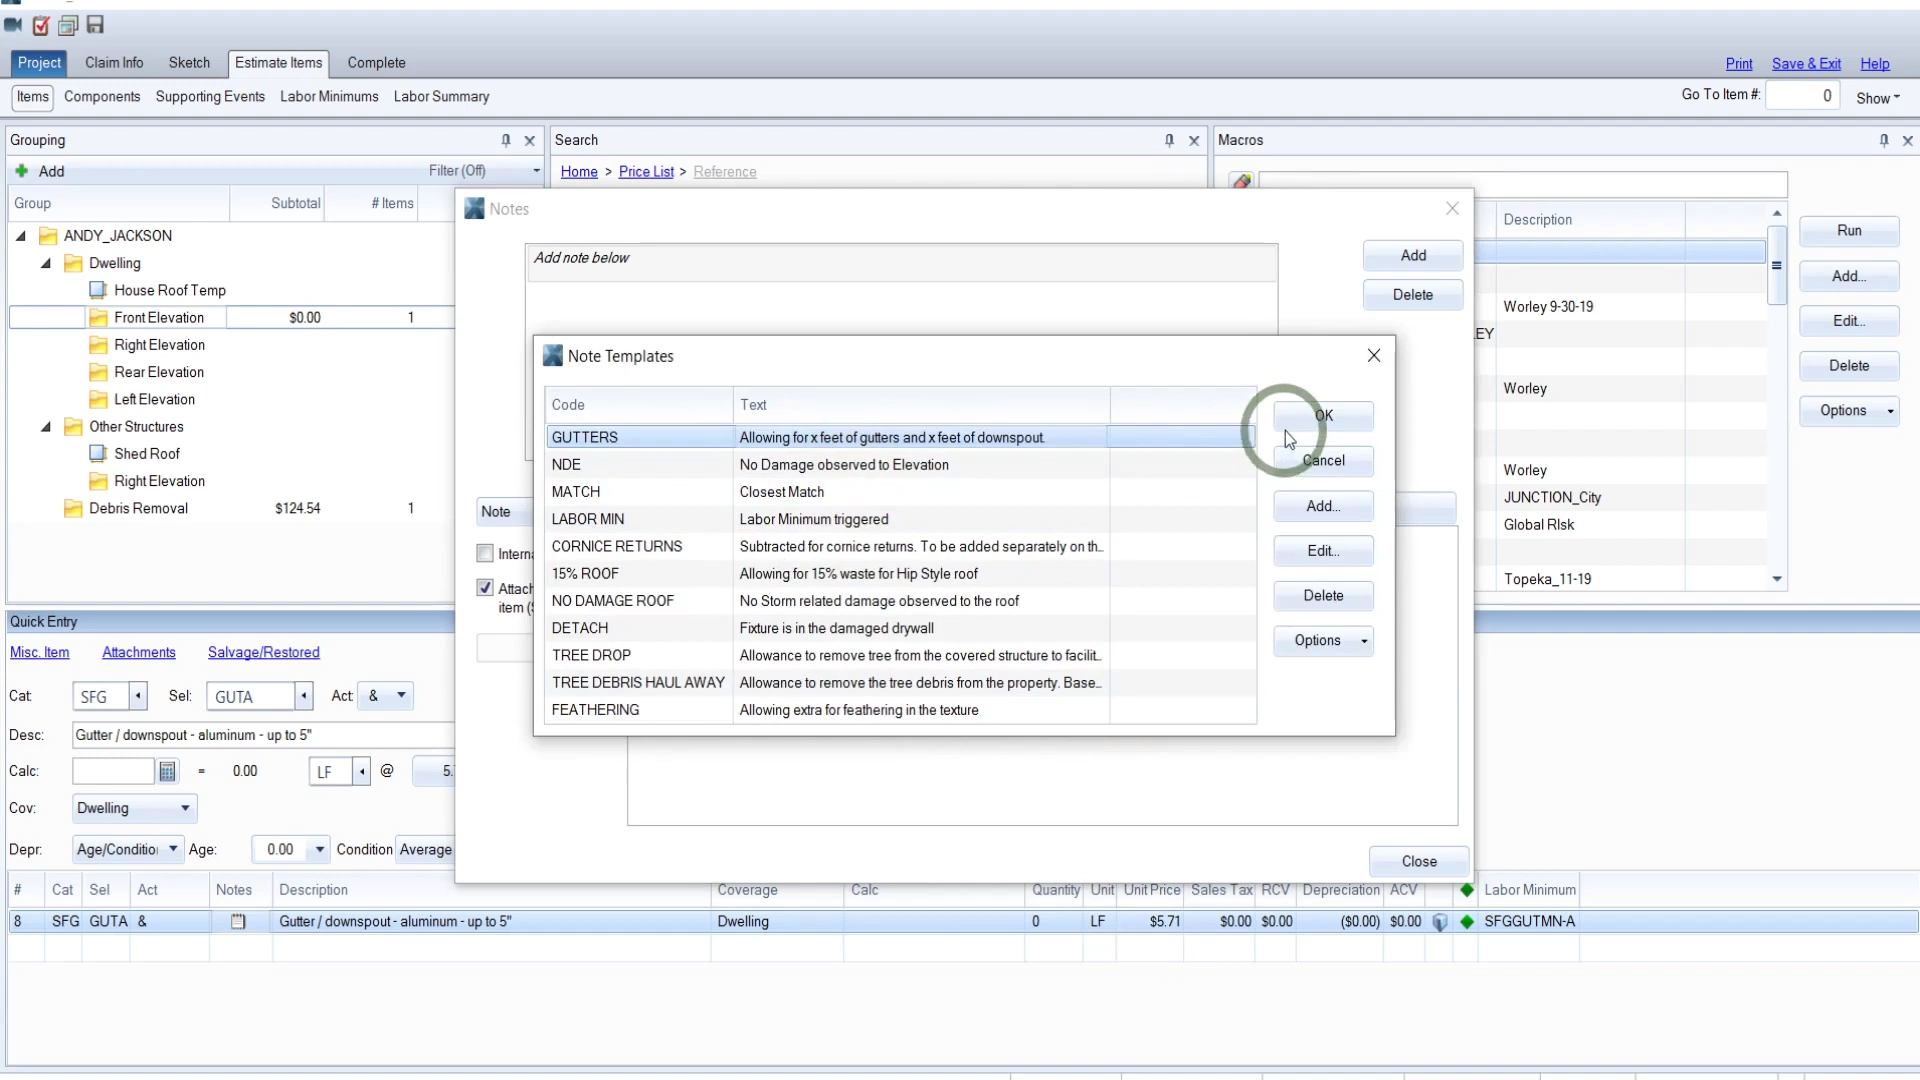 Project
Claim Info
Sketch
Estimate Items
Complete
Print
Save & Exit
Help
Items
Components
Supporting Events
Labor Minimums
Labor Summary
Go To Item #:
0
Show
Grouping
Search
Macros
Add
Filter (Off)
Home > Price List > Reference
Group
Subtotal
# Items
Description
ANDY_JACKSON
Dwelling
House Roof Temp
Front Elevation
$0.00
1
Right Elevation
Rear Elevation
Left Elevation
Other Structures
Shed Roof
Right Elevation
Debris Removal
$124.54
1
Notes
Add note below
Add
Delete
Note
Attach
item
Close
Note Templates
Code
Text
GUTTERS
Allowing for x feet of gutters and x feet of downspout.
NDE
No Damage observed to Elevation
MATCH
Closest Match
LABOR MIN
Labor Minimum triggered
CORNICE RETURNS
Subtracted for cornice returns. To be added separately on th...
15% ROOF
Allowing for 15% waste for Hip Style roof
NO DAMAGE ROOF
No Storm related damage observed to the roof
DETACH
Fixture is in the damaged drywall
TREE DROP
Allowance to remove tree from the covered structure to facilit...
TREE DEBRIS HAUL AWAY
Allowance to remove the tree debris from the property. Base...
FEATHERING
Allowing extra for feathering in the texture
OK
Cancel
Add...
Edit...
Delete
Options
Worley 9-30-19
EY
Worley
Worley
JUNCTION_City
Global RIsk
Topeka_11-19
Run
Add...
Edit...
Delete
Options
Quick Entry
Misc. Item
Attachments
Salvage/Restored
Cat:
SFG
Sel:
GUTA
Act:
&
Desc:
Gutter / downspout - aluminum - up to 5"
Calc:
=
0.00
LF
@
5.
Cov:
Dwelling
Depr:
Age/Conditio
Age:
0.00
Condition
Average
#
Cat
Sel
Act
Notes
Description
Coverage
Calc
Quantity
Unit
Unit Price
Sales Tax
RCV
Depreciation
ACV
Labor Minimum
8
SFG
GUTA
&
Gutter / downspout - aluminum - up to 5"
Dwelling
0
LF
$5.71
$0.00
$0.00
($0.00)
$0.00
SFGGUTMN-A